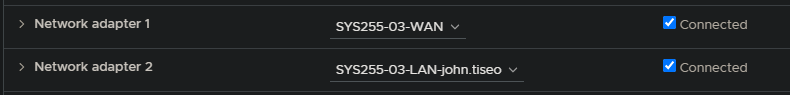 Network adapter 1 SYS255-03-WAN Connected
Network adapter 2 SYS255-03-LAN-john.tiseo Connected